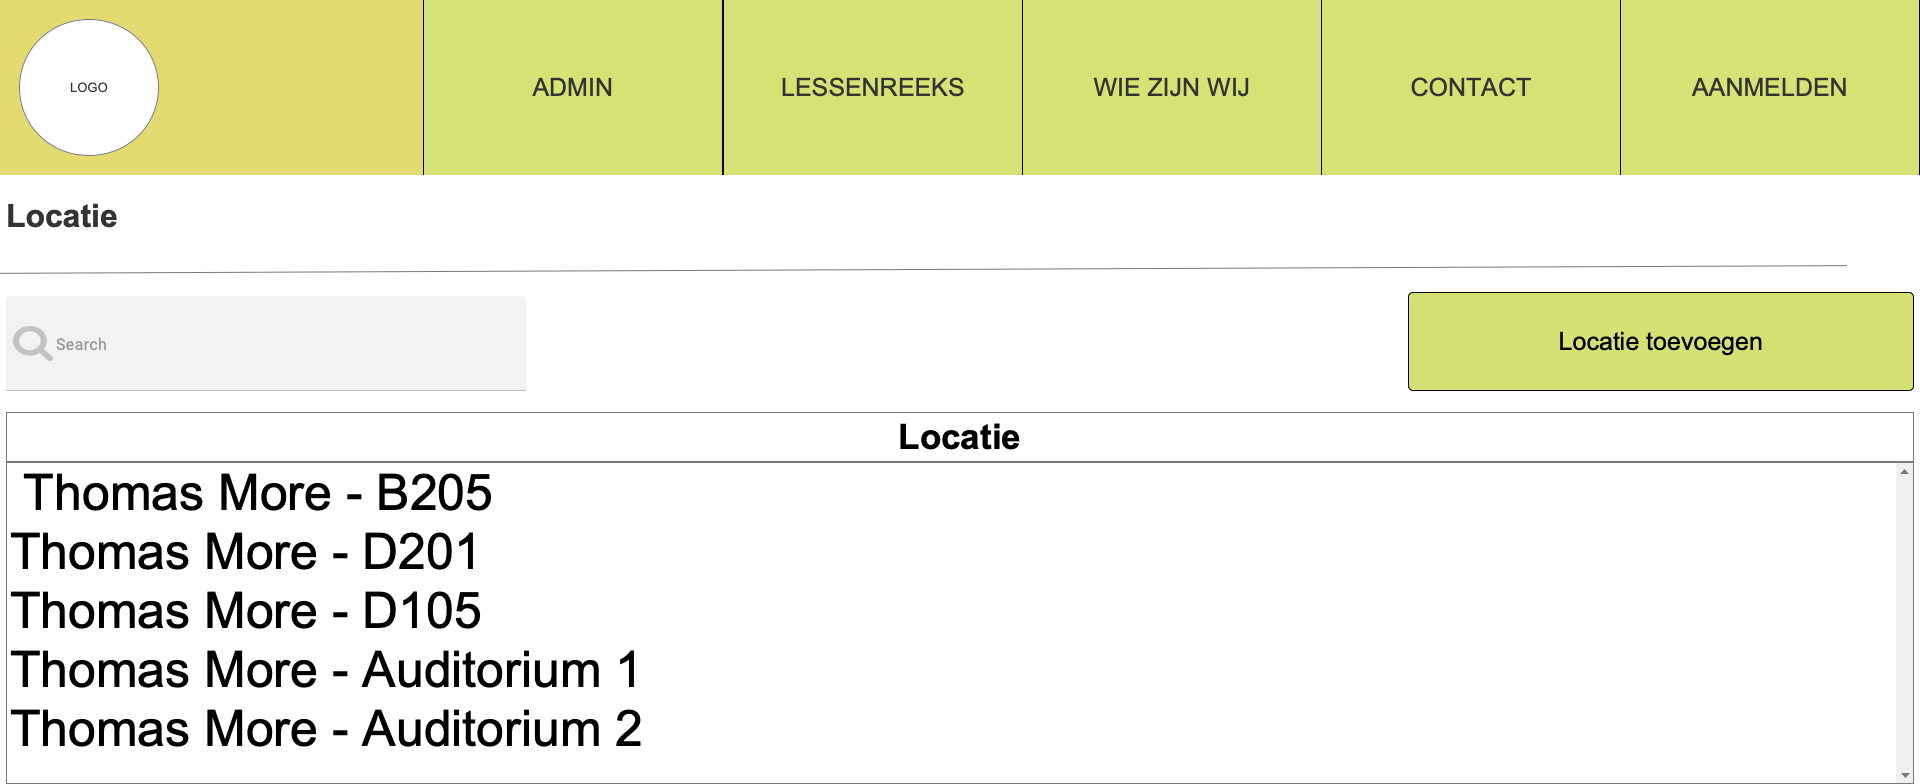 LOGO
ADMIN
LESSENREEKS
WIE ZIJN WIJ
CONTACT
AANMELDEN
Locatie
Search
Locatie toevoegen
Locatie
Thomas More - B205
Thomas More - D201
Thomas More - D105
Thomas More - Auditorium 1
Thomas More - Auditorium 2